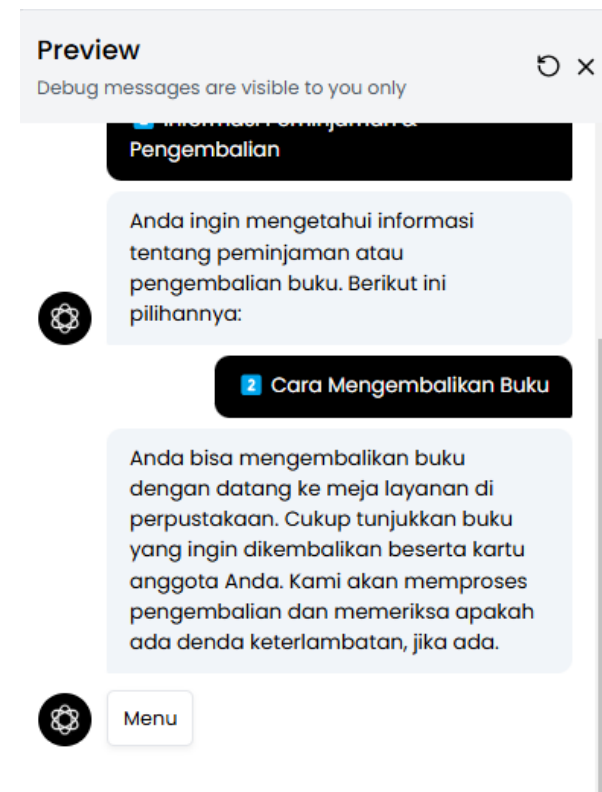 Preview
Debug messages are visible to you only
2 Informasi Peminjaman &
Pengembalian
Anda ingin mengetahui informasi
tentang peminjaman atau
pengembalian buku. Berikut ini
pilihannya:
2 Cara Mengembalikan Buku
Anda bisa mengembalikan buku
dengan datang ke meja layanan di
perpustakaan. Cukup tunjukkan buku
yang ingin dikembalikan beserta kartu
anggota Anda. Kami akan memproses
pengembalian dan memeriksa apakah
ada denda keterlambatan, jika ada.
Menu